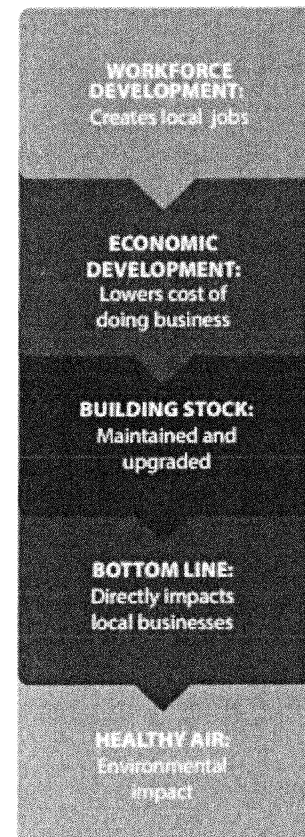 WORKFORCE
DEVELOPMENT:
Creates local jobs
ECONOMIC
DEVELOPMENT:
Lowers cost of
doing business
BUILDING STOCK:
Maintained and
upgraded
BOTTOM LINE:
Directly impacts
local businesses
HEALTHY AIR:
Environmental
impact